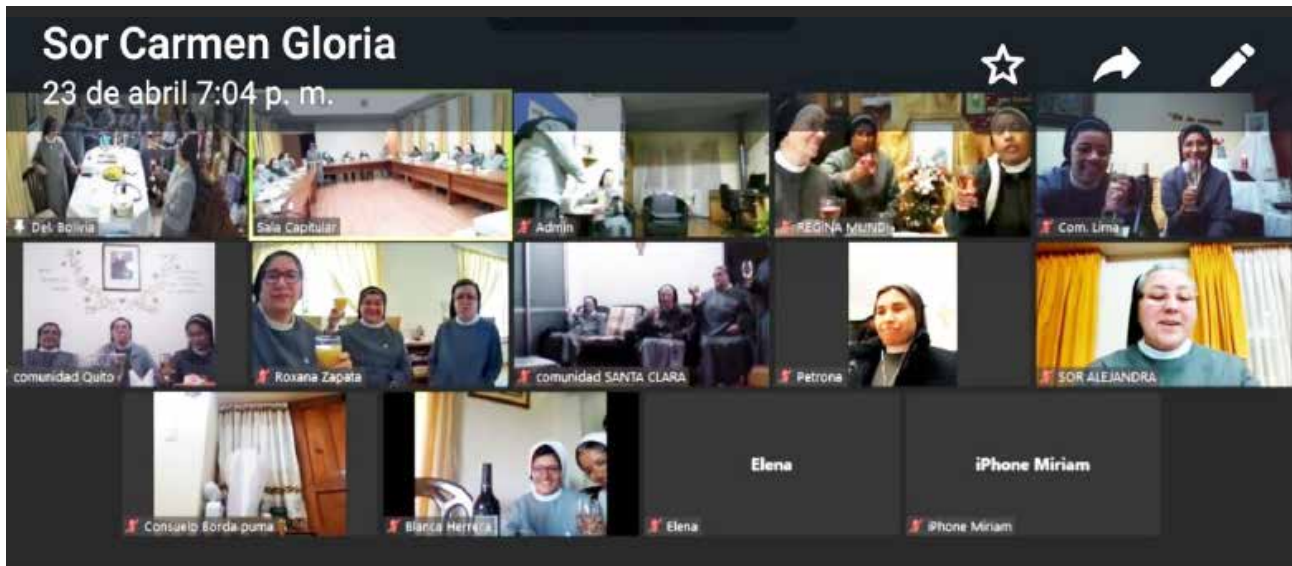 Sor Carmen Gloria
23 de abril 7:04 p. m.
Del. Bolivia
Sala Capitular
Admin
REGINA MUNDI
Com. Lima
comunidad Quito
Roxana Zapata
comunidad SANTA CLARA
Petrona
SOR ALEJANDRA
Consuelo Borda puma
Blanca Herrera
Elena
Elena
iPhone Miriam
iPhone Miriam